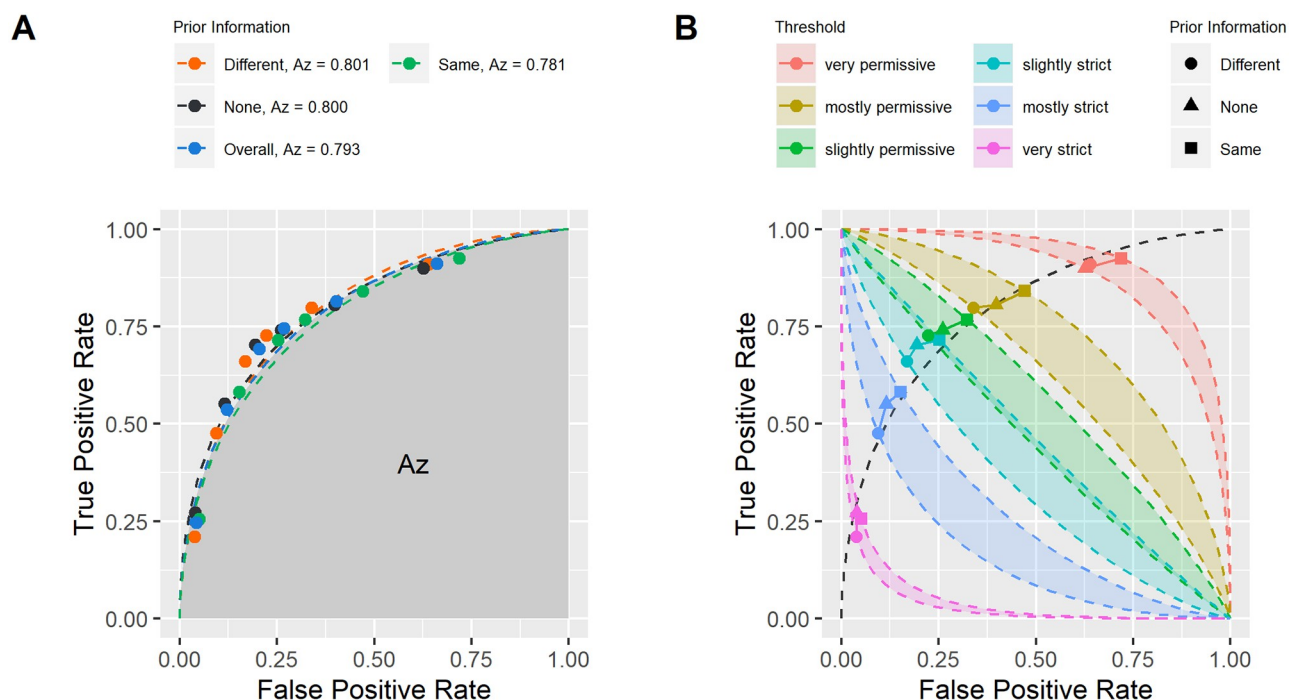 A
Prior Information
Different, Az = 0.801
Same, Az = 0.781
None, Az = 0.800
Overall, Az = 0.793
True Positive Rate
1.00
0.75
0.50
0.25
0.00
Az
0.00 0.25 0.50 0.75 1.00
False Positive Rate
B
Threshold
very permissive
slightly strict
mostly permissive
mostly strict
slightly permissive
very strict
Prior Information
Different
None
Same
True Positive Rate
1.00
0.75
0.50
0.25
0.00
0.00 0.25 0.50 0.75 1.00
False Positive Rate